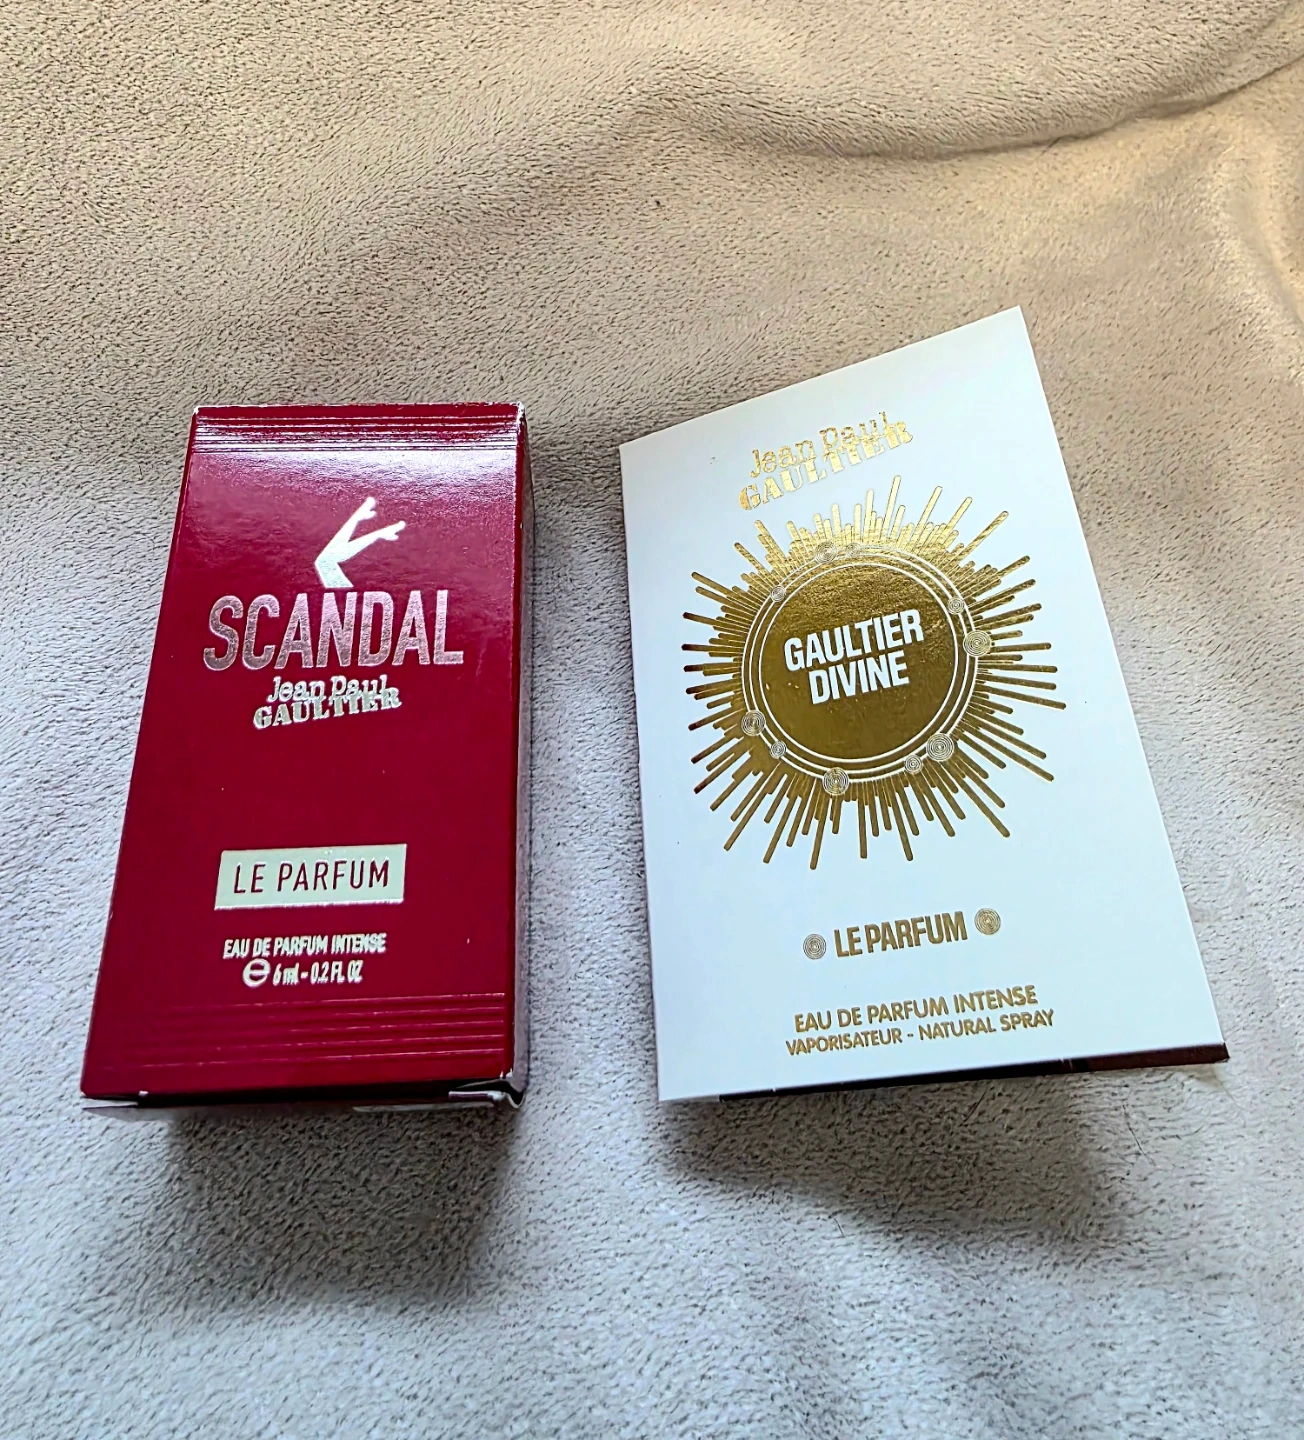 SCANDAL
Jean Paul
GAULTIER
LE PARFUM
EAU DE PARFUM INTENSE
℮ 6 ml - 0.2 FL. OZ
Jean Paul
GAULTIER
GAULTIER
DIVINE
LE PARFUM
EAU DE PARFUM INTENSE
VAPORISATEUR - NATURAL SPRAY